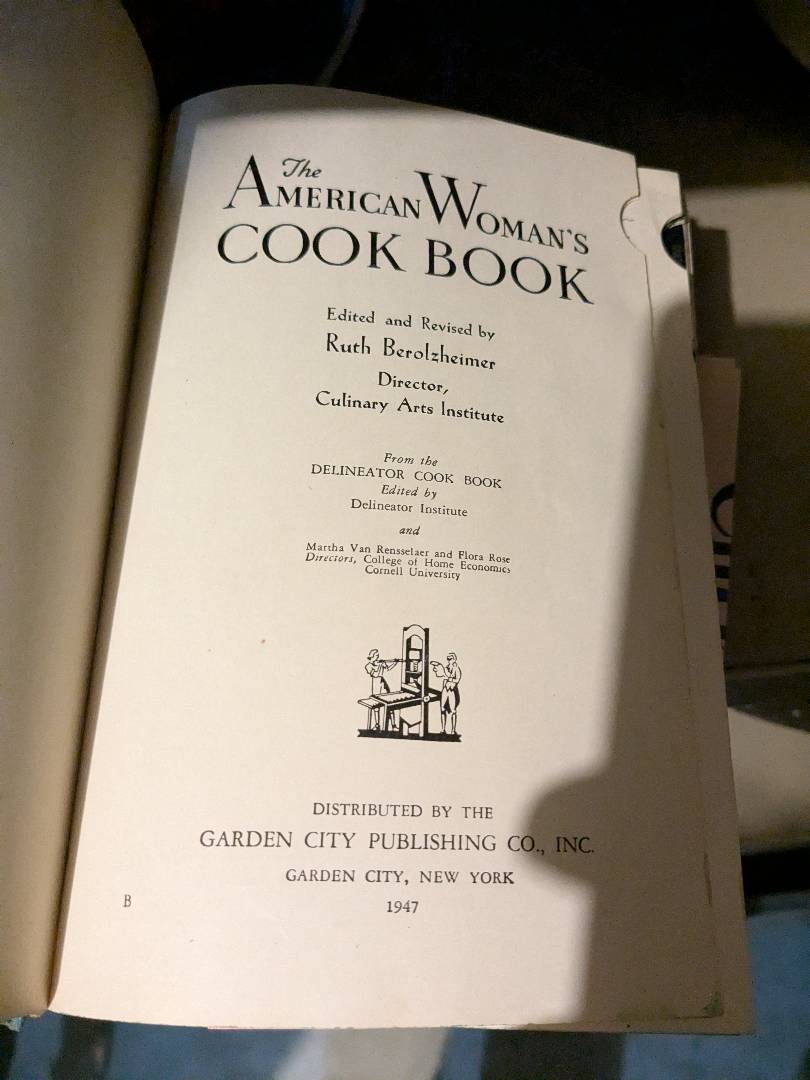 The
AMERICAN WOMAN'S
COOK BOOK
Edited and Revised by
Ruth Berolzheimer
Director,
Culinary Arts Institute
From the
DELINEATOR COOK BOOK
Edited by
Delineator Institute
and
Martha Van Rensselaer and Flora Rose
Directors, College of Home Economics
Cornell University
DISTRIBUTED BY THE
GARDEN CITY PUBLISHING CO., INC.
GARDEN CITY, NEW YORK
B
1947